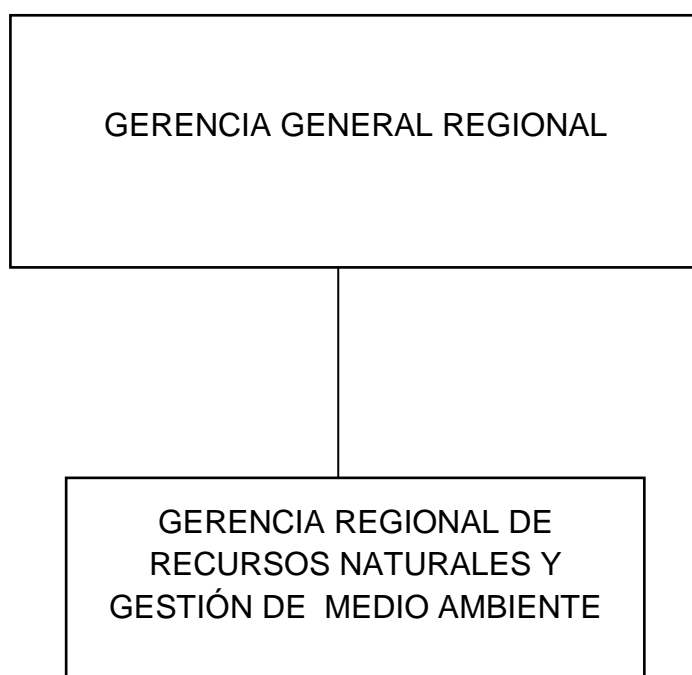 GERENCIA GENERAL REGIONAL
GERENCIA REGIONAL DE
RECURSOS NATURALES Y
GESTIÓN DE  MEDIO AMBIENTE